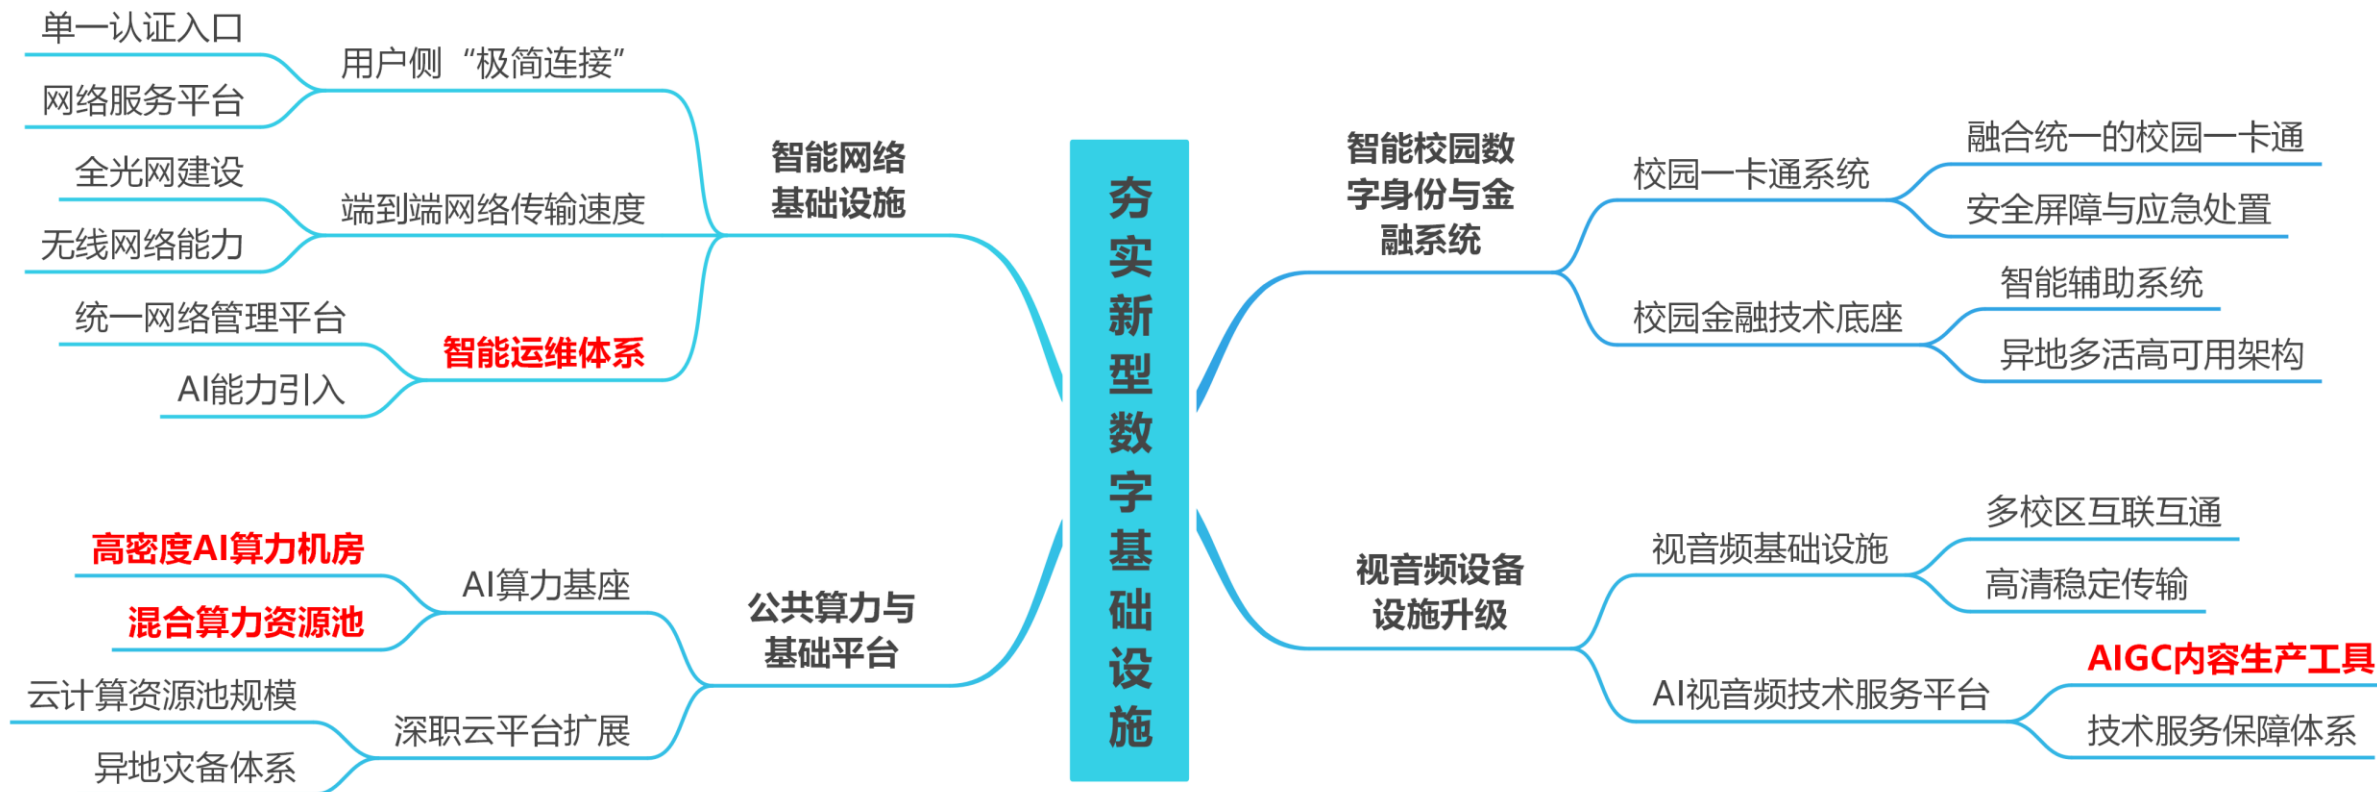 单一认证入口
网络服务平台
用户侧“极简连接”
全光网建设
无线网络能力
端到端网络传输速度
统一网络管理平台
AI能力引入
智能运维体系
智能网络
基础设施
高密度AI算力机房
混合算力资源池
AI算力基座
云计算资源池规模
异地灾备体系
深职云平台扩展
公共算力与
基础平台
夯实新型数字基础设施
智能校园数
字身份与金
融系统
校园一卡通系统
融合统一的校园一卡通
安全屏障与应急处置
校园金融技术底座
智能辅助系统
异地多活高可用架构
视音频设备
设施升级
视音频基础设施
多校区互联互通
高清稳定传输
AI视音频技术服务平台
AIGC内容生产工具
技术服务保障体系